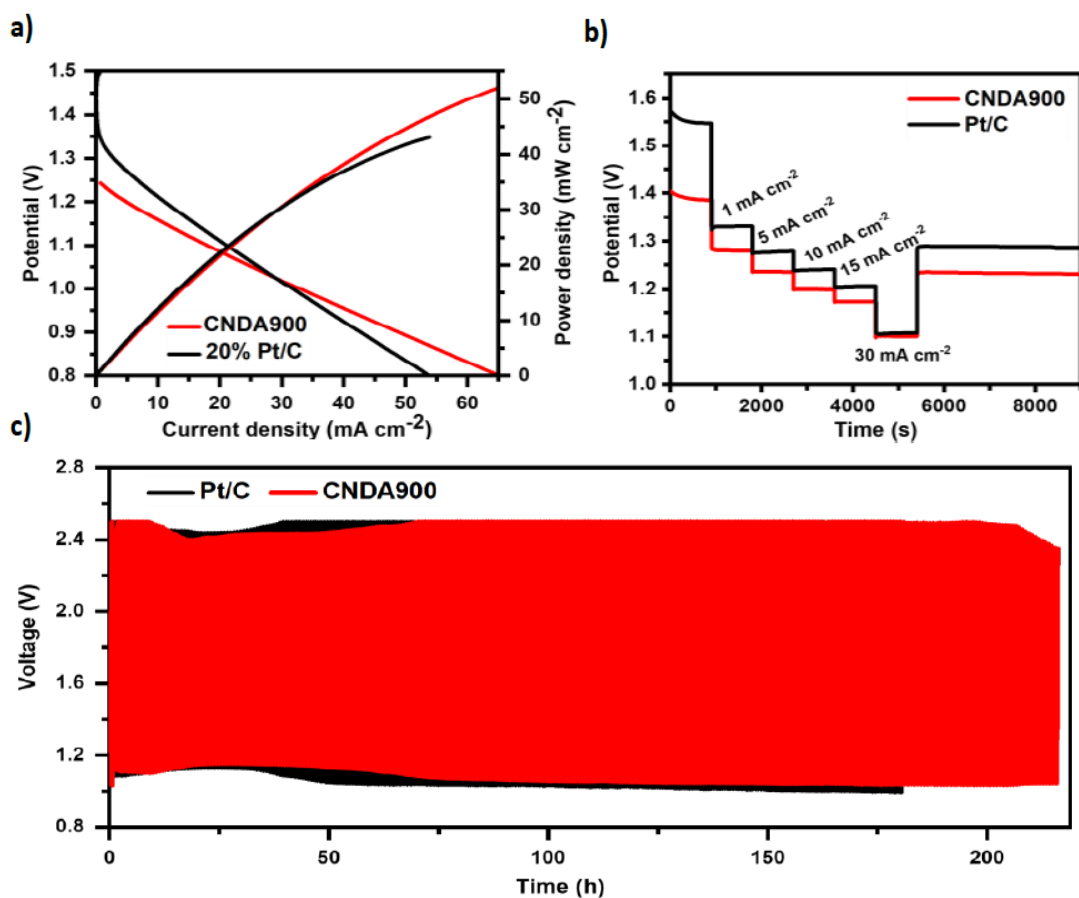 a)
1.5
1.4
1.3
1.2
1.1
1.0
0.9
0.8
Potential (V)
50
40
30
20
10
0
Power density (mW cm-2)
CNDA900
20% Pt/C
0 10 20 30 40 50 60
Current density (mA cm-2)
b)
1.6
1.5
1.4
1.3
1.2
1.1
1.0
Potential (V)
CNDA900
Pt/C
1 mA cm-2
5 mA cm-2
10 mA cm-2
15 mA cm-2
30 mA cm-2
0 2000 4000 6000 8000
Time (s)
c)
2.8
2.4
2.0
1.6
1.2
0.8
Voltage (V)
Pt/C CNDA900
0 50 100 150 200
Time (h)